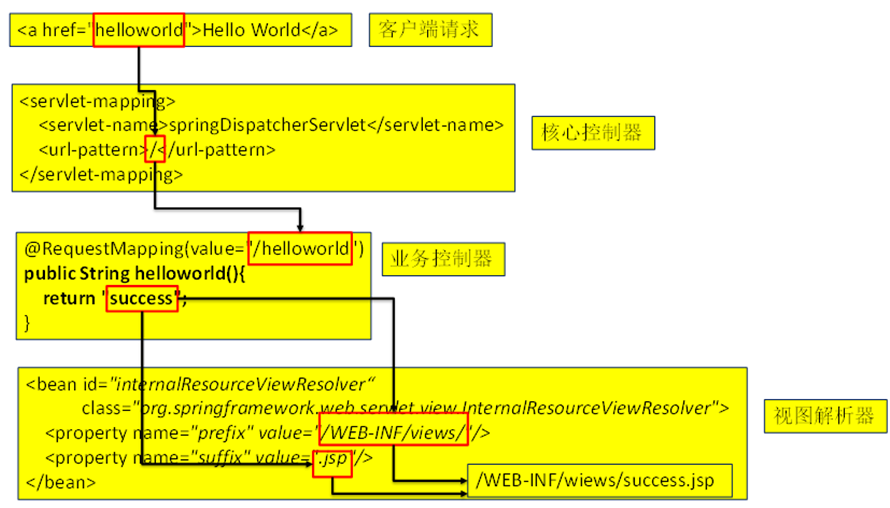 <a href="helloworld">Hello World</a>
客户端请求
<servlet-mapping>
<servlet-name>springDispatcherServlet</servlet-name>
<url-pattern>/</url-pattern>
</servlet-mapping>
核心控制器
@RequestMapping(value="/helloworld")
public String helloworld(){
return "success";
}
业务控制器
<bean id="internalResourceViewResolver“
class="org.springframework.web.servlet.view.InternalResourceViewResolver">
<property name="prefix" value="/WEB-INF/views/"/>
<property name="suffix" value=".jsp"/>
</bean>
视图解析器
/WEB-INF/wiews/success.jsp